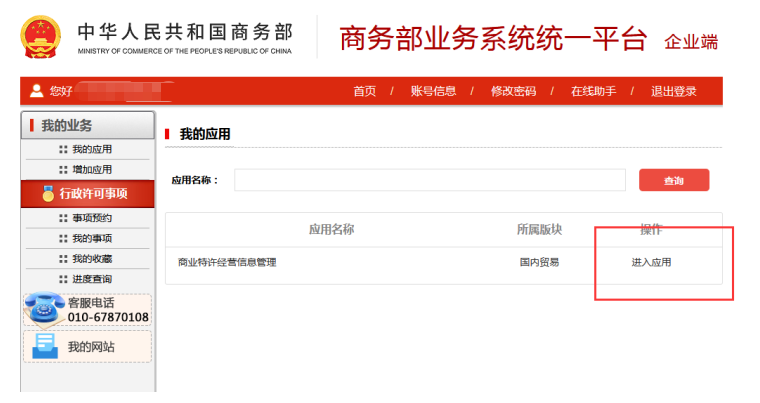 中华人民共和国商务部
MINISTRY OF COMMERCE OF THE PEOPLE'S REPUBLIC OF CHINA
商务部业务系统统一平台 企业端
您好
首页 / 账号信息 / 修改密码 / 在线助手 / 退出登录
我的业务
我的应用
增加应用
行政许可事项
事项预约
我的事项
我的收藏
进度查询
客服电话
010-67870108
我的网站
我的应用
应用名称：
查询
应用名称 所属版块 操作
商业特许经营信息管理 国内贸易 进入应用